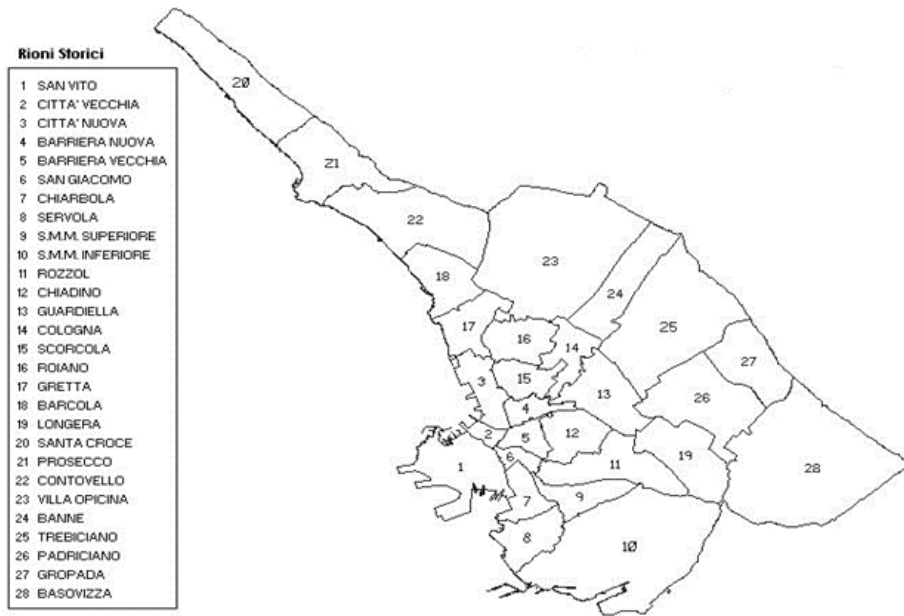 Rioni Storici
1 SAN VITO
2 CITTA' VECCHIA
3 CITTA' NUOVA
4 BARRIERA NUOVA
5 BARRIERA VECCHIA
6 SAN GIACOMO
7 CHIARBOLA
8 SERVOLA
9 S.M.M. SUPERIORE
10 S.M.M. INFERIORE
11 ROZZOL
12 CHIADINO
13 GUARDIELLA
14 COLOGNA
15 SCORCOLA
16 ROIANO
17 GRETTA
18 BARCOLA
19 LONGERA
20 SANTA CROCE
21 PROSECCO
22 CONTOVELLO
23 VILLA OPICINA
24 BANNE
25 TREBICIANO
26 PADRICIANO
27 GROPADA
28 BASOVIZZA
20
21
22
23
18
24
17
16
14
25
27
3
15
13
26
4
2
5
12
6
1
11
19
28
7
9
8
10